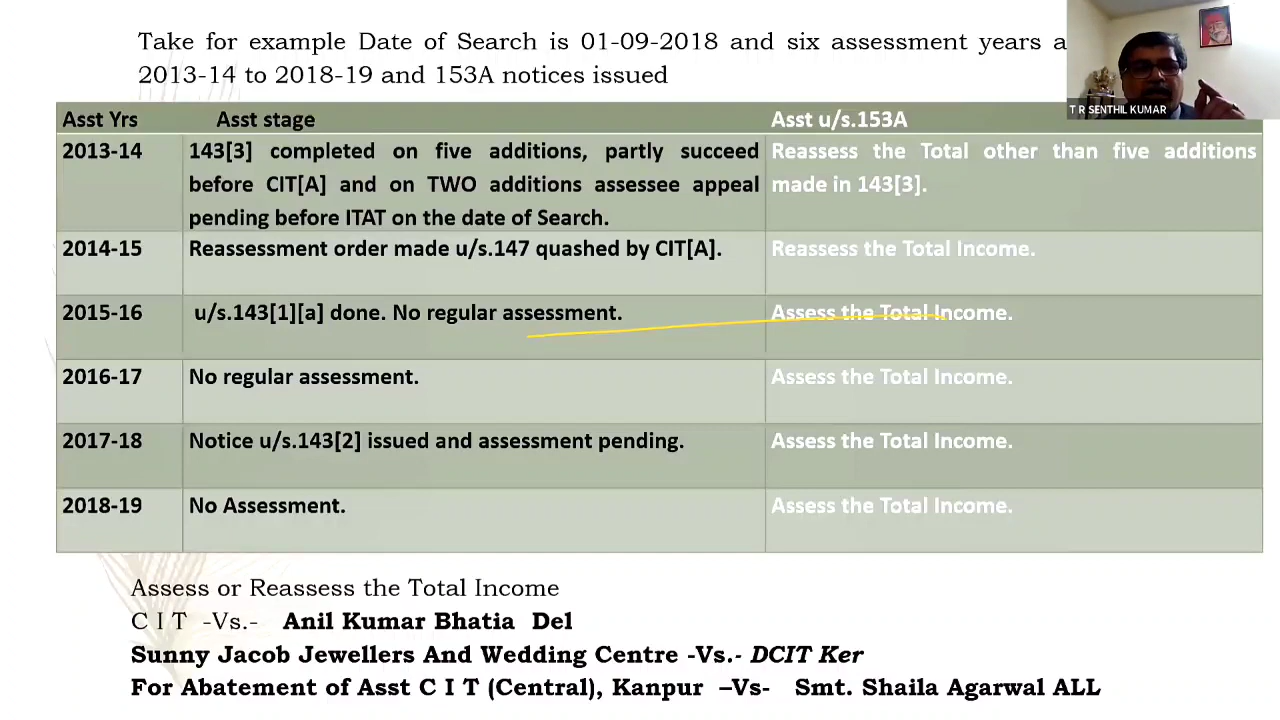 Take for example Date of Search is 01-09-2018 and six assessment years a
2013-14 to 2018-19 and 153A notices issued
T R SENTHIL KUMAR
Asst Yrs Asst stage Asst u/s.153A
2013-14 143[3] completed on five additions, partly succeed Reassess the Total other than five additions
before CIT[A] and on TWO additions assessee appeal made in 143[3].
pending before ITAT on the date of Search.
2014-15 Reassessment order made u/s.147 quashed by CIT[A]. Reassess the Total Income.
2015-16 u/s.143[1][a] done. No regular assessment. Assess the Total Income.
2016-17 No regular assessment. Assess the Total Income.
2017-18 Notice u/s.143[2] issued and assessment pending. Assess the Total Income.
2018-19 No Assessment. Assess the Total Income.
Assess or Reassess the Total Income
C I T -Vs.- Anil Kumar Bhatia Del
Sunny Jacob Jewellers And Wedding Centre -Vs.- DCIT Ker
For Abatement of Asst C I T (Central), Kanpur –Vs- Smt. Shaila Agarwal ALL